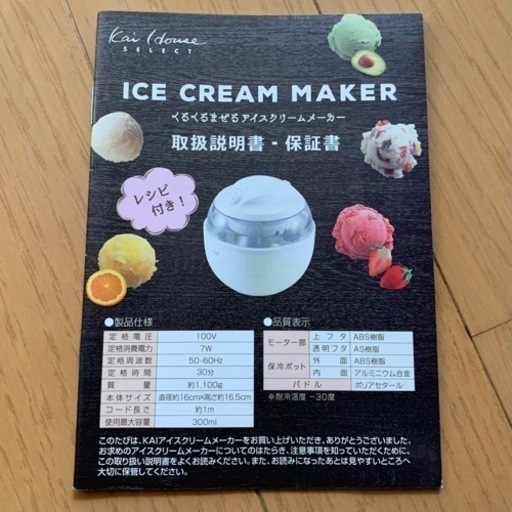 Kai House
SELECT
ICE CREAM MAKER
くるくるまぜるアイスクリームメーカー
取扱説明書・保証書
レシピ
付き！
●製品仕様
定格電圧 100V
定格消費電力 7W
定格周波数 50-60Hz
定格時間 30分
質量 約1,100g
本体サイズ 直径約16cm×高さ約16.5cm
コード長さ 約1m
使用最大容量 300ml
●品質表示
モーター部 上フタ ABS樹脂
透明フタ AS樹脂
保冷ポット 外面 ABS樹脂
内面 アルミニウム合金
パドル ポリアセタール
※耐冷温度 -30度
このたびは、KAIアイスクリームメーカーをお買い上げいただき、ありがとうございました。
お求めのアイスクリームメーカーについてのはたらき、注意事項を知っていただくために、
この取り扱い説明書をよくお読みください。また、お読みになったあとは見やすいところへ
大切に保管してください。